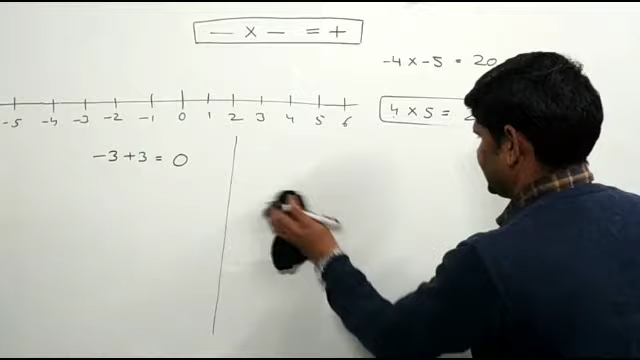 — × — = +
-4 × -5 = 20
-5 -4 -3 -2 -1 0 1 2 3 4 5 6
4 × 5 =
-3 + 3 = 0